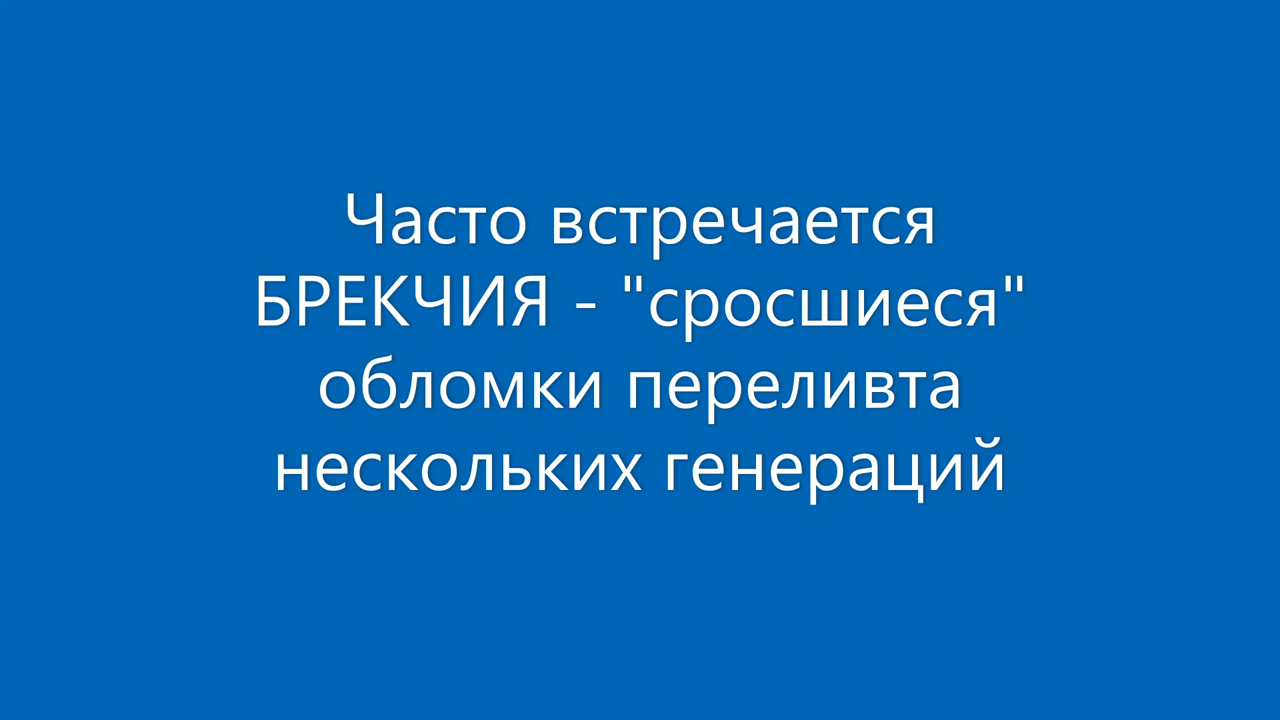 Часто встречается
БРЕКЧИЯ - "сросшиеся"
обломки переливта
нескольких генераций